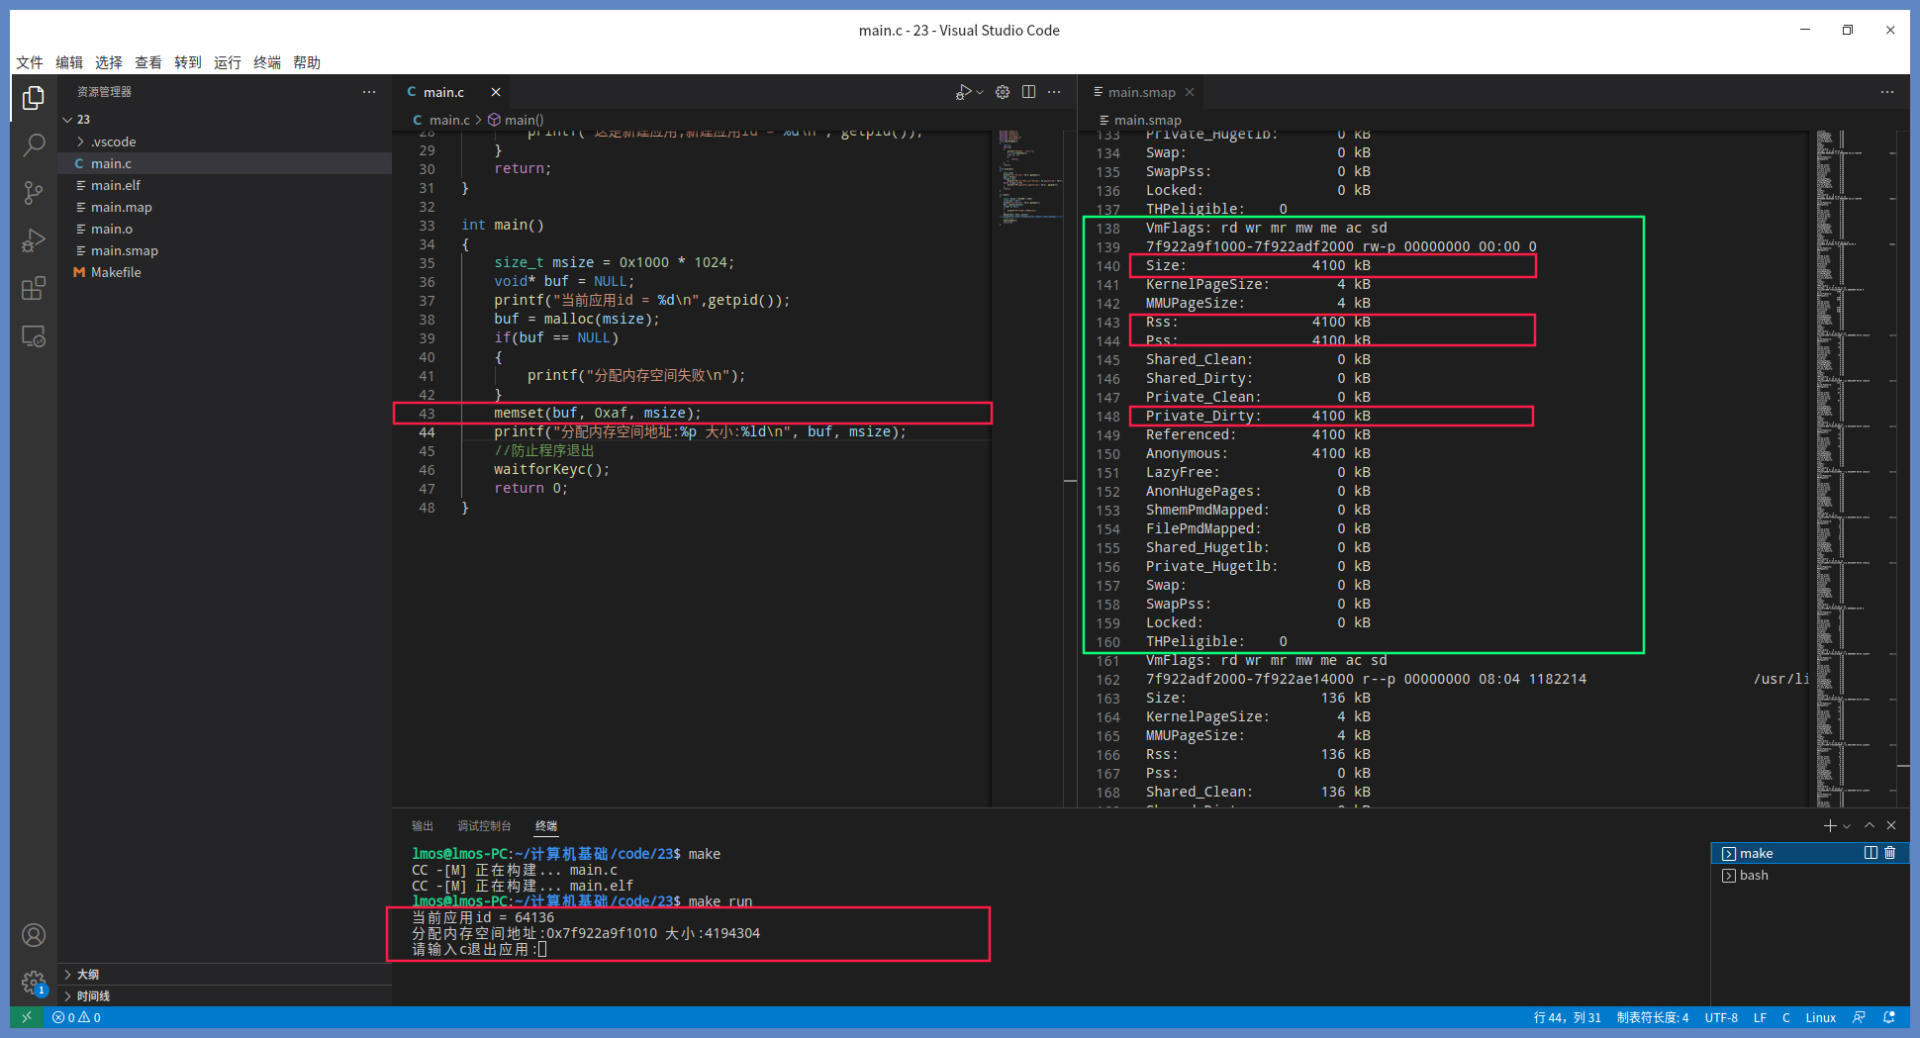 main.c - 23 - Visual Studio Code
文件 编辑 选择 查看 转到 运行 终端 帮助
资源管理器
23
.vscode
C main.c
main.elf
main.map
main.o
main.smap
M Makefile
大纲
时间线
C main.c
C main.c > main()
28 printf("这是新建应用,新建应用id = %d\n", getpid());
29 }
30 return;
31 }
32
33 int main()
34 {
35 size_t msize = 0x1000 * 1024;
36 void* buf = NULL;
37 printf("当前应用id = %d\n",getpid());
38 buf = malloc(msize);
39 if(buf == NULL)
40 {
41 printf("分配内存空间失败\n");
42 }
43 memset(buf, 0xaf, msize);
44 printf("分配内存空间地址:%p 大小:%ld\n", buf, msize);
45 //防止程序退出
46 waitforKeyc();
47 return 0;
48 }
main.smap
main.smap
133 Private_Hugetlb: 0 kB
134 Swap: 0 kB
135 SwapPss: 0 kB
136 Locked: 0 kB
137 THPeligible: 0
138 VmFlags: rd wr mr mw me ac sd
139 7f922a9f1000-7f922adf2000 rw-p 00000000 00:00 0
140 Size: 4100 kB
141 KernelPageSize: 4 kB
142 MMUPageSize: 4 kB
143 Rss: 4100 kB
144 Pss: 4100 kB
145 Shared_Clean: 0 kB
146 Shared_Dirty: 0 kB
147 Private_Clean: 0 kB
148 Private_Dirty: 4100 kB
149 Referenced: 4100 kB
150 Anonymous: 4100 kB
151 LazyFree: 0 kB
152 AnonHugePages: 0 kB
153 ShmemPmdMapped: 0 kB
154 FilePmdMapped: 0 kB
155 Shared_Hugetlb: 0 kB
156 Private_Hugetlb: 0 kB
157 Swap: 0 kB
158 SwapPss: 0 kB
159 Locked: 0 kB
160 THPeligible: 0
161 VmFlags: rd wr mr mw me ac sd
162 7f922adf2000-7f922ae14000 r--p 00000000 08:04 1182214 /usr/li
163 Size: 136 kB
164 KernelPageSize: 4 kB
165 MMUPageSize: 4 kB
166 Rss: 136 kB
167 Pss: 0 kB
168 Shared_Clean: 136 kB
输出 调试控制台 终端
lmos@lmos-PC:~/计算机基础/code/23$ make
CC -[M] 正在构建... main.c
CC -[M] 正在构建... main.elf
lmos@lmos-PC:~/计算机基础/code/23$ make run
当前应用id = 64136
分配内存空间地址:0x7f922a9f1010 大小:4194304
请输入c退出应用:
make
bash
1
0 0
行 44，列 31 制表符长度: 4 UTF-8 LF C Linux